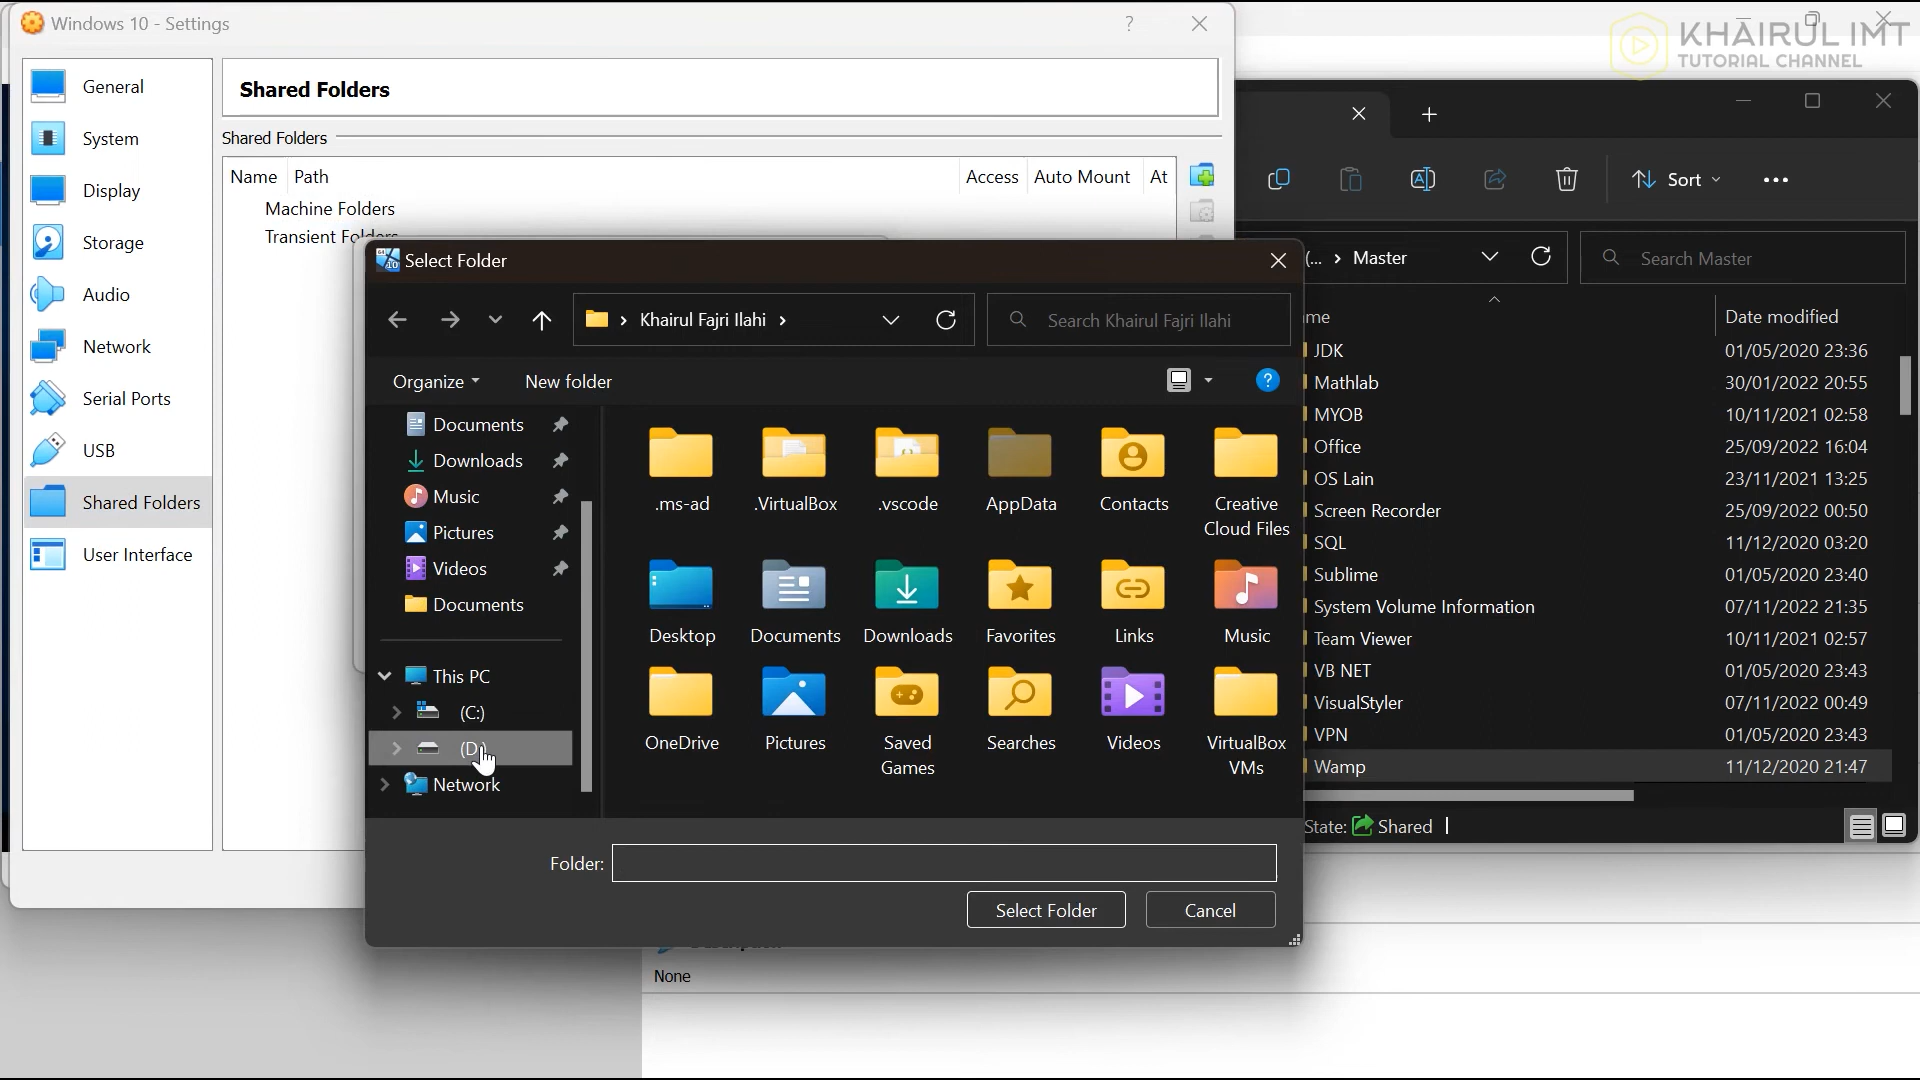 Windows 10 - Settings
?
KHAIRUL IMT
TUTORIAL CHANNEL
General
System
Display
Storage
Audio
Network
Serial Ports
USB
Shared Folders
User Interface
Shared Folders
Shared Folders
Name Path Access Auto Mount At
Machine Folders
Transient Folders
Select Folder
Khairul Fajri Ilahi
Search Khairul Fajri Ilahi
Organize New folder
?
Documents
Downloads
Music
Pictures
Videos
Documents
This PC
(C:)
(D:)
Network
.ms-ad .VirtualBox .vscode AppData Contacts Creative
Cloud Files
Desktop Documents Downloads Favorites Links Music
OneDrive Pictures Saved Searches Videos VirtualBox
Games VMs
Folder:
Select Folder Cancel
None
Sort
(... Master
Search Master
me Date modified
JDK 01/05/2020 23:36
Mathlab 30/01/2022 20:55
MYOB 10/11/2021 02:58
Office 25/09/2022 16:04
OS Lain 23/11/2021 13:25
Screen Recorder 25/09/2022 00:50
SQL 11/12/2020 03:20
Sublime 01/05/2020 23:40
System Volume Information 07/11/2022 21:35
Team Viewer 10/11/2021 02:57
VB NET 01/05/2020 23:43
VisualStyler 07/11/2022 00:49
VPN 01/05/2020 23:43
Wamp 11/12/2020 21:47
State: Shared